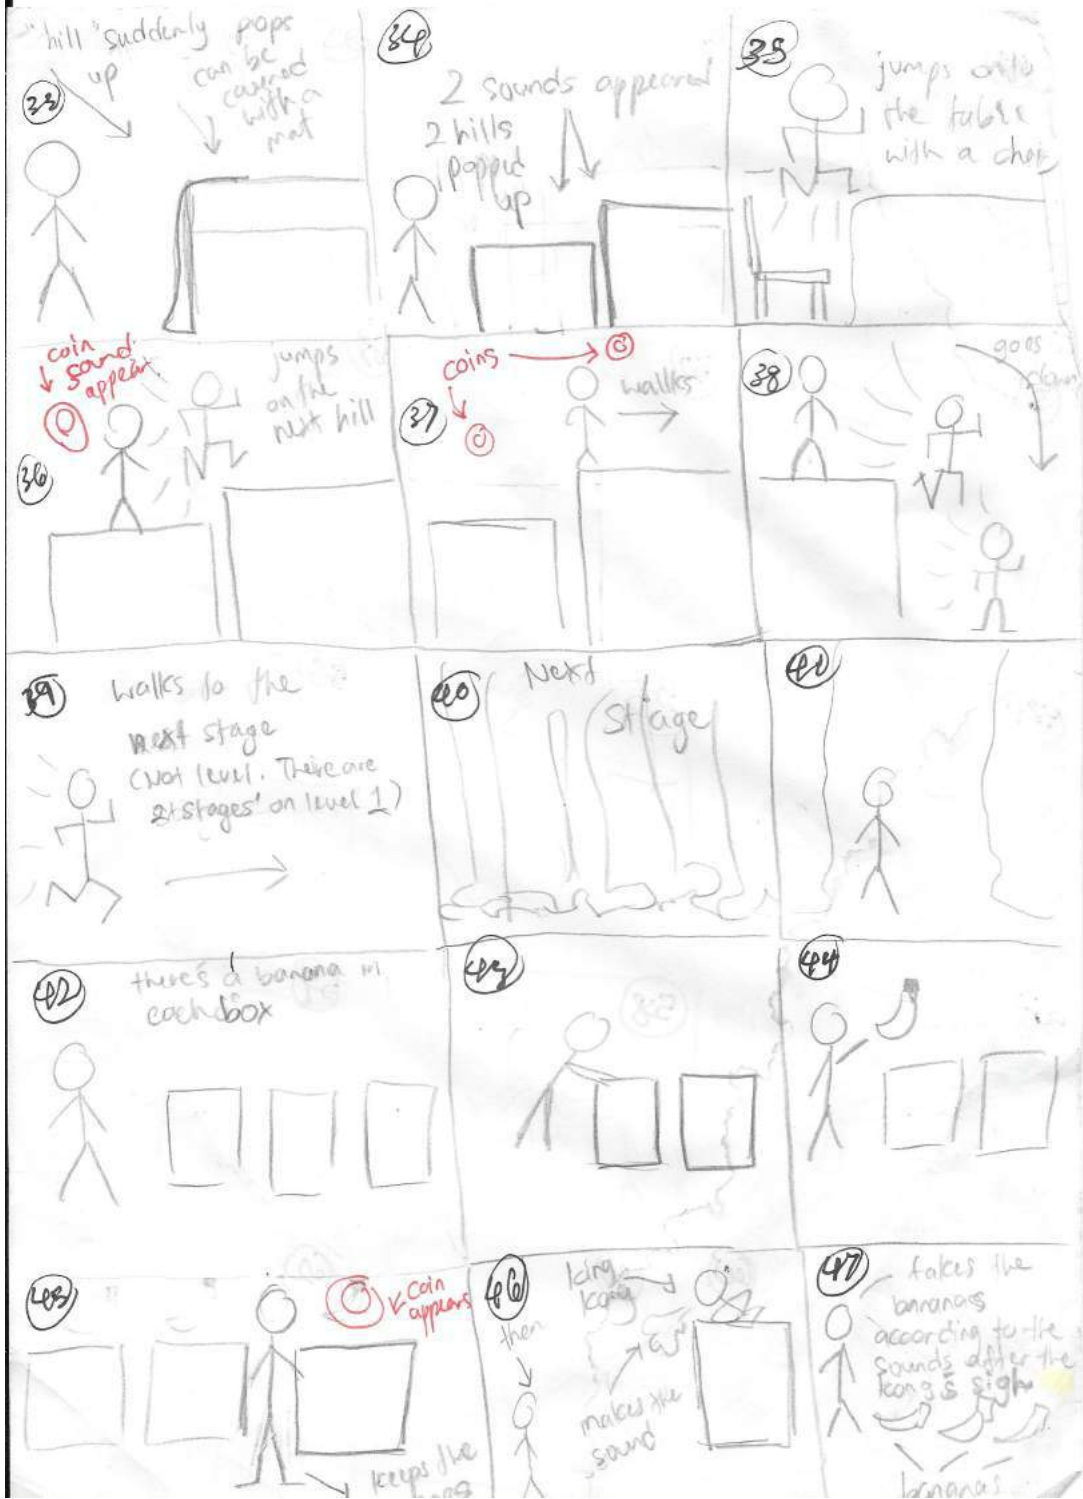 "hill" suddenly pops
up
can be
covered
with a
mat
33
34
2 sounds appeared
2 hills
popped
up
35
jumps onto
the table
with a chair
coin
sound
appear
jumps
on the
next hill
36
coins
walks
37
38
goes
down
39
walks to the
next stage
(Not level. There are
2 stages' on level 1)
40
Next
Stage
41
42
there's a banana in
each box
43
44
45
coin
appears
keeps the
46
King
Kong
then
makes the
sound
47
takes the
bananas
according to the
sounds after the
kong's sigh
bananas